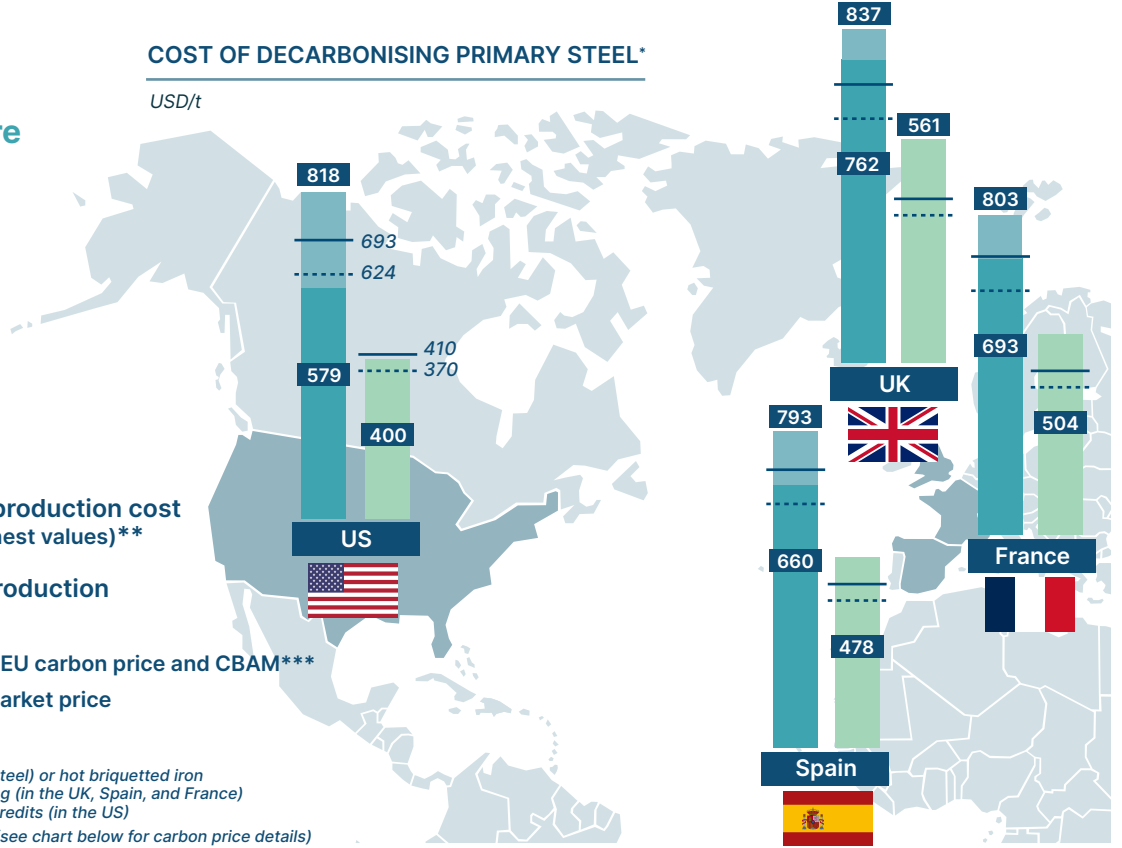 COST OF DECARBONISING PRIMARY STEEL*
USD/t
re
818
693
624
579
410
370
400
US
837
762
561
UK
803
693
504
France
793
660
478
Spain
production cost
est values)**
roduction
EU carbon price and CBAM***
arket price
teel) or hot briquetted iron
g (in the UK, Spain, and France)
redits (in the US)
see chart below for carbon price details)